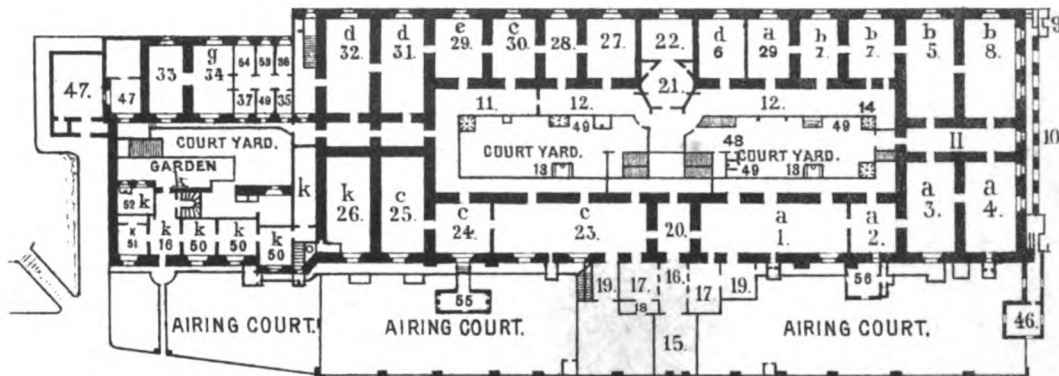 d d e c d a b b b b
32. 31. 29. 30. 28. 27. 22. 6 29 7. 7. 5. 8. 9
47. 47 33 g 34 54 53 36
37 49 35
21.
11. 12. 12. 14
49 49 10
COURT YARD. COURT YARD. COURT YARD. 48 II
GARDEN 13 49 13
k
52 k k k c c c a a a a
26. 25. 24. 23. 20. 1. 2. 3. 4.
k k k k k
51 16 50 50 50
55 19. 17. 16. 17. 19. 56
18
AIRING COURT. AIRING COURT. AIRING COURT. 46.
15.